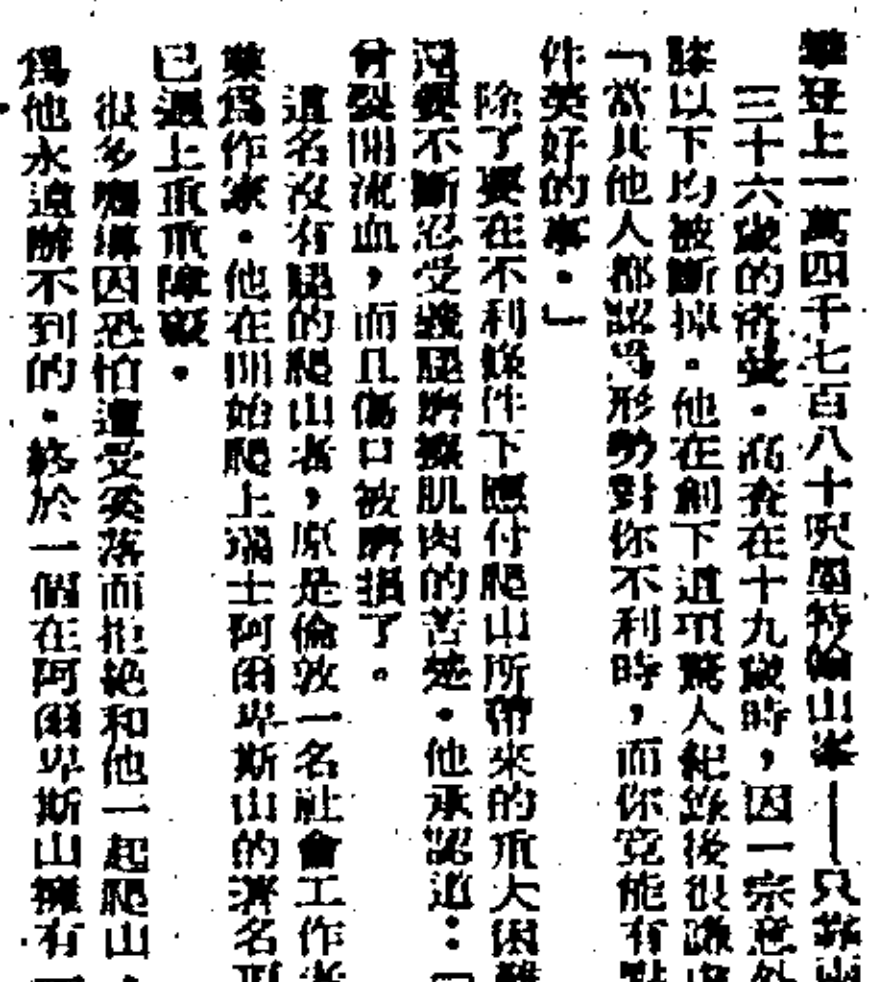 攀登上一萬四千七百八十呎馬特倫山峯——只靠
三十六歲的洛 。高 在十九歲時,因一宗意外
膝以下均被斷掉。他在創下這項驚人紀錄後很謙虛
「當其他人都認為形勢對你不利時,而你竟能有點
件美好的事。」
除了要在不利條件下應付爬山所帶來的重大困難
還要不斷忍受義腿磨擦肌肉的苦楚。他承認道:「
曾裂開流血,而且傷口被磨損了。
這名沒有腿的爬山者,原是倫敦一名社會工作者
業為作家。他在開始爬上瑞士阿爾卑斯山的著名
已遇上重重障礙。
很多嚮導因恐怕遭受奚落而拒絶和他一起爬山。
為他永遠辦不到的。終於一個在阿爾卑斯山擁有一